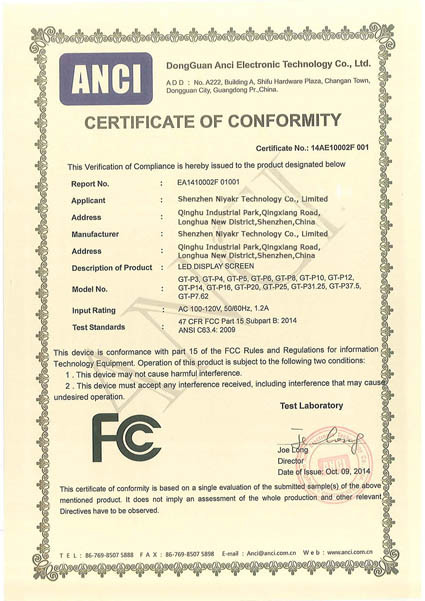 ANCI
DongGuan Anci Electronic Technology Co., Ltd.
ADD : No. A222, Building A, Shifu Hardware Plaza, Changan Town,
Dongguan City, Guangdong Pr.,China.
CERTIFICATE OF CONFORMITY
Certificate No.: 14AE10002F 001
This Verification of Compliance is hereby issued to the product designated below
Report No. : EA1410002F 01001
Applicant : Shenzhen Niyakr Technology Co., Limited
Address : Qinghu Industrial Park,Qingxiang Road,
Longhua New District,Shenzhen,China
Manufacturer : Shenzhen Niyakr Technology Co., Limited
Address : Qinghu Industrial Park,Qingxiang Road,
Longhua New District,Shenzhen,China
Description of Product : LED DISPLAY SCREEN
Model No. : GT-P3, GT-P4, GT-P5, GT-P6, GT-P8, GT-P10, GT-P12,
GT-P14, GT-P16, GT-P20, GT-P25, GT-P31.25, GT-P37.5,
GT-P7.62
Input Rating : AC 100-120V, 50/60Hz, 1.2A
Test Standards : 47 CFR FCC Part 15 Subpart B: 2014
ANSI C63.4: 2009
This device is conformance with part 15 of the FCC Rules and Regulations for information
Technology Equipment. Operation of this product is subject to the following two conditions:
1 . This device may not cause harmful interference.
2 . This device must accept any interference received, including interference that may cause
undesired operation.
FC
Test Laboratory
Joe Long
Joe Long
Director
Date of Issue: Oct. 09, 2014
ANCI
This certificate of conformity is based on a single evaluation of the submitted sample(s) of the above
mentioned product. It does not imply an assessment of the whole production and other relevant
Directives have to be observed.
TEL: 86-769-8507 5888 FAX: 86-769-8507 5898 E-mail : Anci@anci.com.cn Web : www.anci.com.cn
ANCI